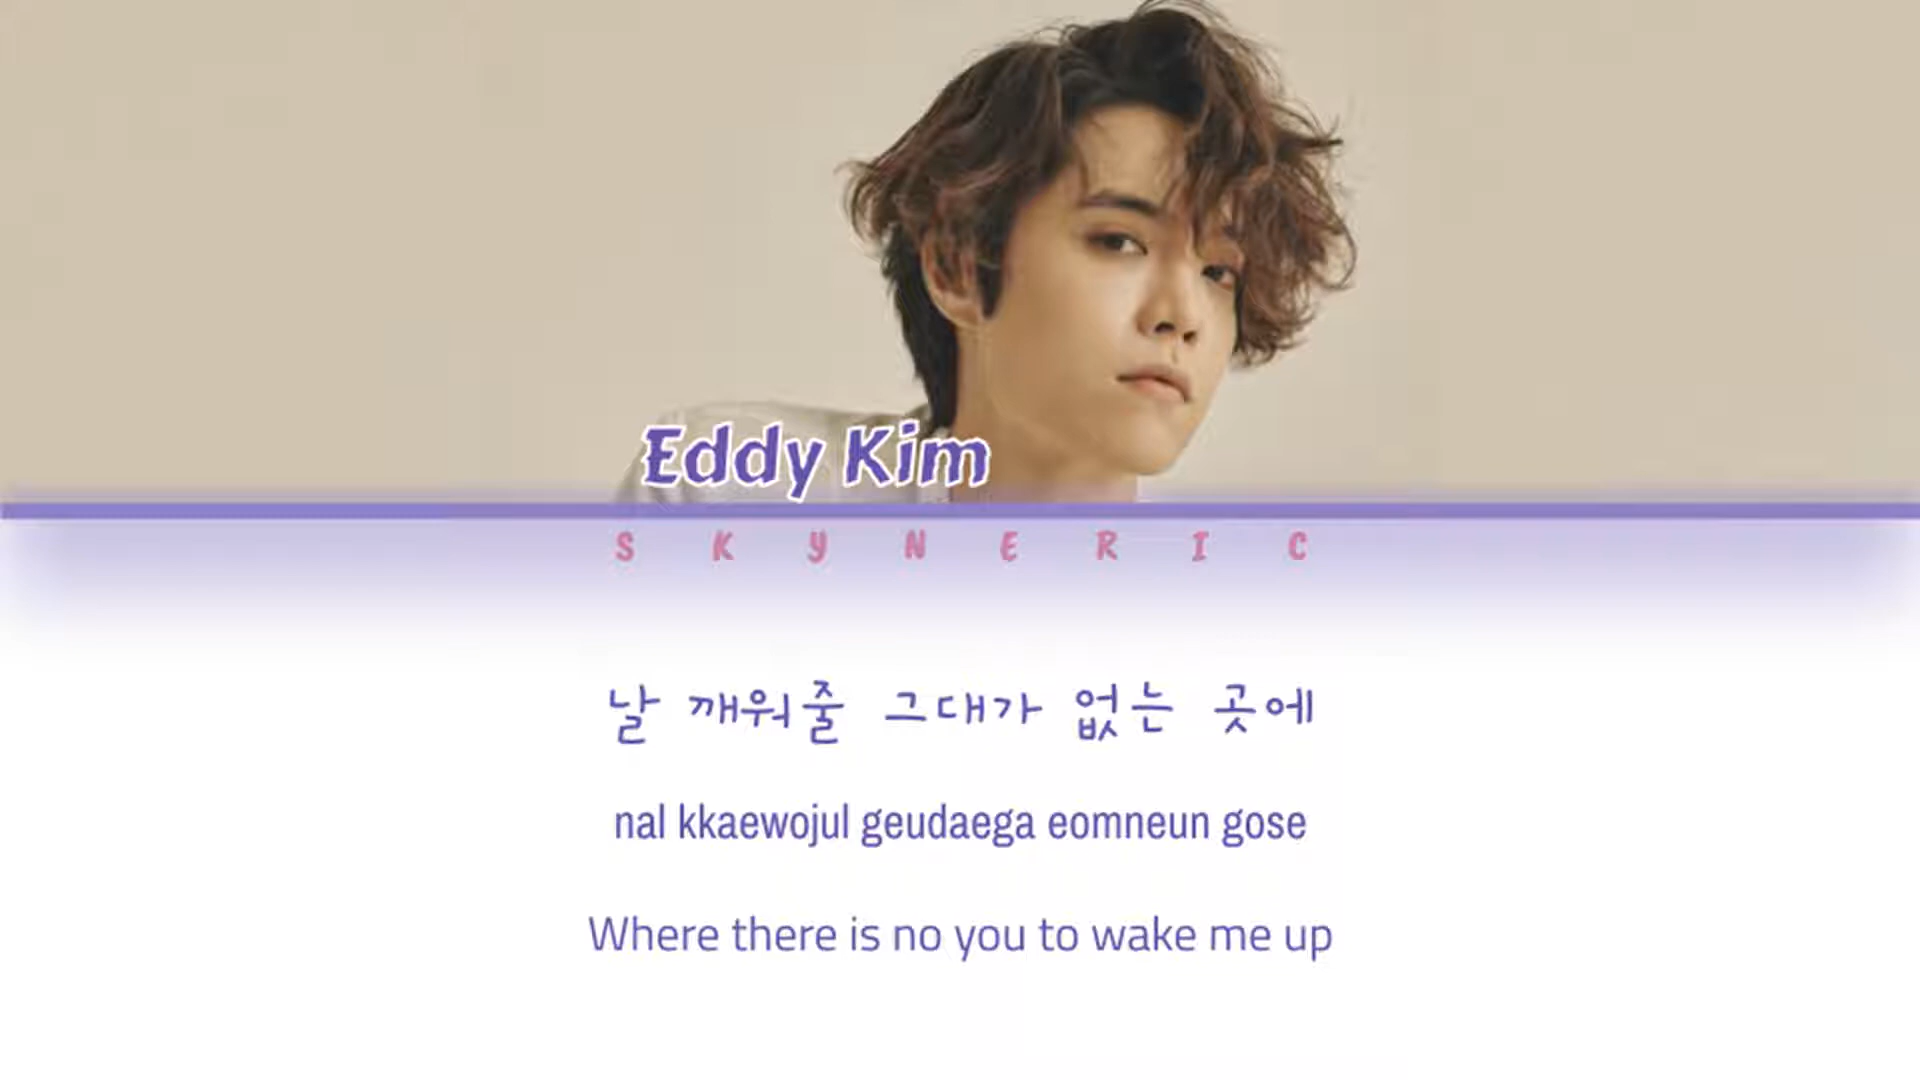 Eddy Kim
SKYNERIC
날 깨워줄 그대가 없는 곳에
nal kkaewojul geudaega eomneun gose
Where there is no you to wake me up